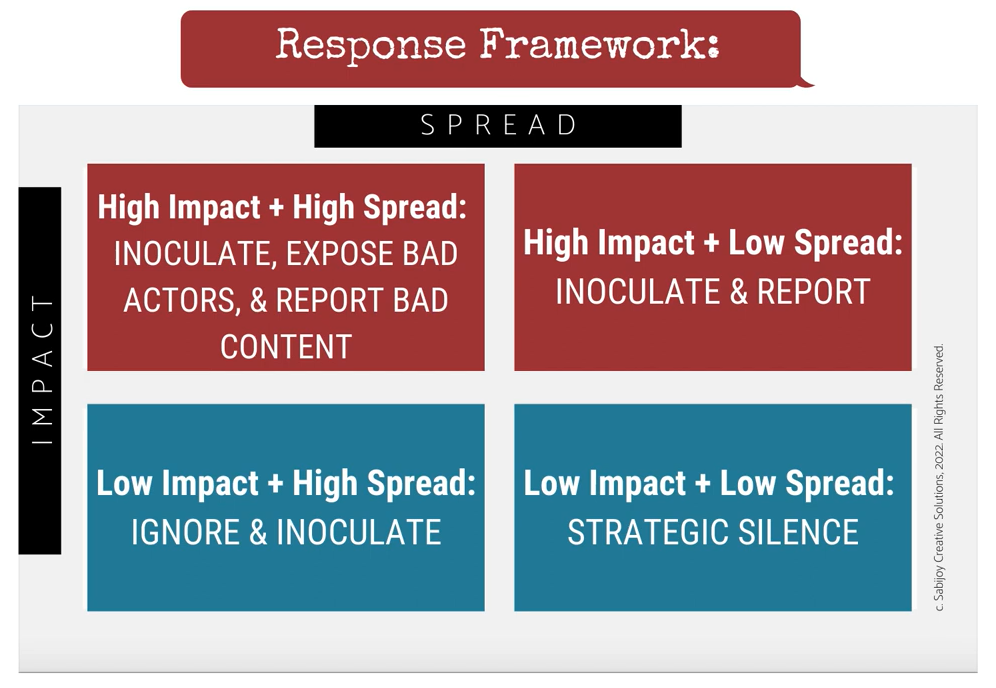 Response Framework:
SPREAD
IMPACT
High Impact + High Spread:
INOCULATE, EXPOSE BAD
ACTORS, & REPORT BAD
CONTENT
High Impact + Low Spread:
INOCULATE & REPORT
Low Impact + High Spread:
IGNORE & INOCULATE
Low Impact + Low Spread:
STRATEGIC SILENCE
c. Sabijoy Creative Solutions, 2022. All Rights Reserved.